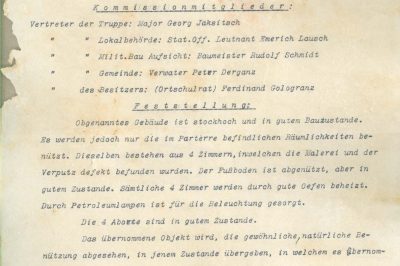 Kommissionmitglieder:
Vertreter der Truppe: Major Georg Jaksitsch
" " Lokalbehörde: Stat.Off. Leutnant Emerich Lausch
" " Milit.Bau Aufsicht: Baumeister Rudolf Schmidt
" " Gemeinde: Verwater Peter Derganz
" des Besitzers: (Ortschulrat) Ferdinand Gologranz
Feststellung:
Obgenanntes Gebäude ist stockhoch und in gutem Bauzustande.
Es werden jedoch nur die im Parterre befindlichen Räumlichkeiten be-
nützt. Dieselben bestehen aus 4 Zimmern,inwelchen die Malerei und der
Verputz defekt befunden wurden. Der Fußboden ist abgenützt, aber in
gutem Zustande. Sämtliche 4 Zimmer werden durch gute Oefen beheizt.
Durch Petroleumlampen ist für die Beleuchtung gesorgt.
Die 4 Aborte sind in gutem Zustande.
Das übernommene Objekt wird, die gewöhnliche,natürliche Be-
nützung abgesehen, in jenem Zustande übergeben, in welchem es übernom-